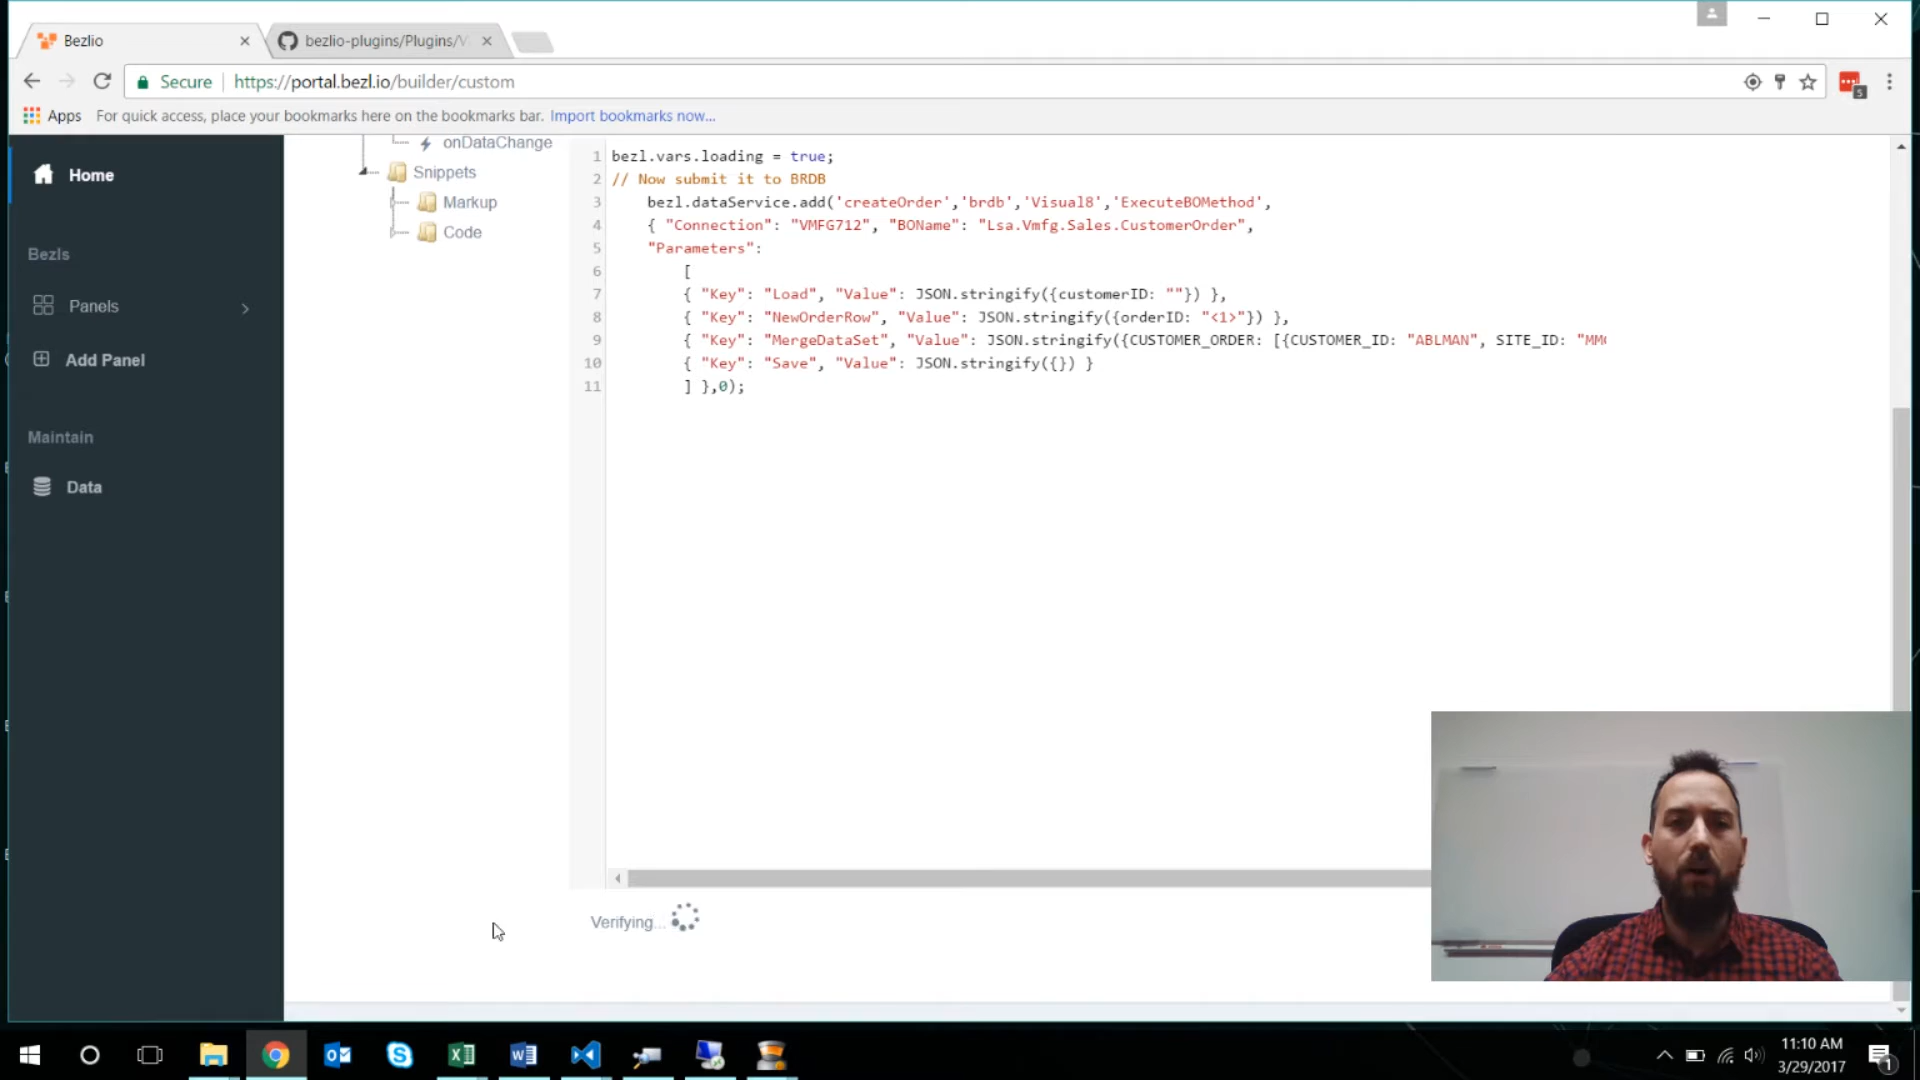 Bezlio
bezlio-plugins/Plugins/V
Secure
https://portal.bezl.io/builder/custom
5
Apps
For quick access, place your bookmarks here on the bookmarks bar. Import bookmarks now...
Home
Bezls
Panels
Add Panel
Maintain
Data
onDataChange
Snippets
Markup
Code
1 bezl.vars.loading = true;
2 // Now submit it to BRDB
3 bezl.dataService.add('createOrder','brdb','Visual8','ExecuteBOMethod',
4 { "Connection": "VMFG712", "BOName": "Lsa.Vmfg.Sales.CustomerOrder",
5 "Parameters":
6 [
7 { "Key": "Load", "Value": JSON.stringify({customerID: ""}) },
8 { "Key": "NewOrderRow", "Value": JSON.stringify({orderID: "<1>"}) },
9 { "Key": "MergeDataSet", "Value": JSON.stringify({CUSTOMER_ORDER: [{CUSTOMER_ID: "ABLMAN", SITE_ID: "MM
10 { "Key": "Save", "Value": JSON.stringify({}) }
11 ] },0);
Verifying...
11:10 AM
3/29/2017
1